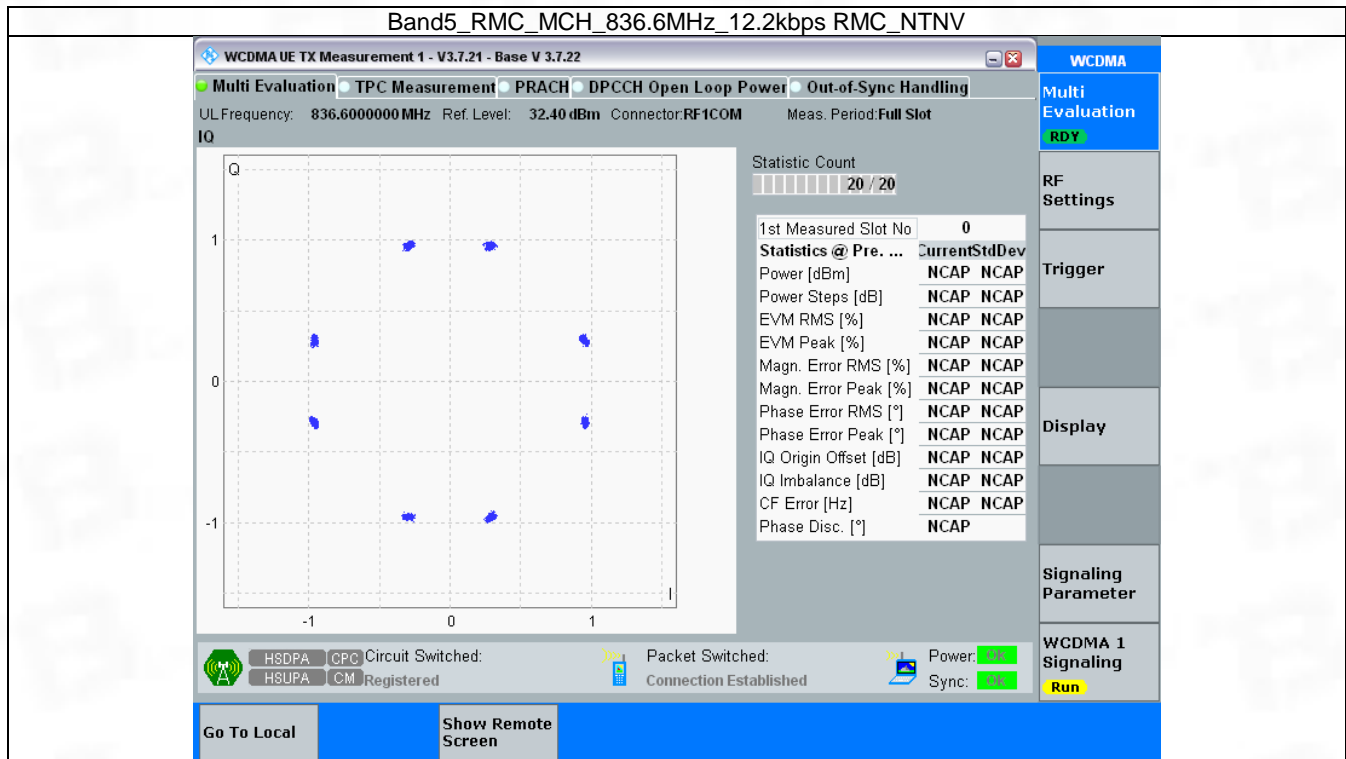 Band5_RMC_MCH_836.6MHz_12.2kbps RMC_NTNV
WCDMA UE TX Measurement 1 - V3.7.21 - Base V 3.7.22
WCDMA
Multi Evaluation TPC Measurement PRACH DPCCH Open Loop Power Out-of-Sync Handling
UL Frequency: 836.6000000 MHz Ref. Level: 32.40 dBm Connector:RF1COM Meas. Period:Full Slot
IQ
Q
1
0
-1
-1 0 1
I
Statistic Count
20 / 20
1st Measured Slot No 0
Statistics @ Pre. ... CurrentStdDev
Power [dBm] NCAP NCAP
Power Steps [dB] NCAP NCAP
EVM RMS [%] NCAP NCAP
EVM Peak [%] NCAP NCAP
Magn. Error RMS [%] NCAP NCAP
Magn. Error Peak [%] NCAP NCAP
Phase Error RMS [°] NCAP NCAP
Phase Error Peak [°] NCAP NCAP
IQ Origin Offset [dB] NCAP NCAP
IQ Imbalance [dB] NCAP NCAP
CF Error [Hz] NCAP NCAP
Phase Disc. [°] NCAP
Multi
Evaluation
RDY
RF
Settings
Trigger
Display
Signaling
Parameter
WCDMA 1
Signaling
Run
HSDPA CPC Circuit Switched: Packet Switched: Power: Ok
HSUPA CM Registered Connection Established Sync: Ok
Go To Local
Show Remote
Screen